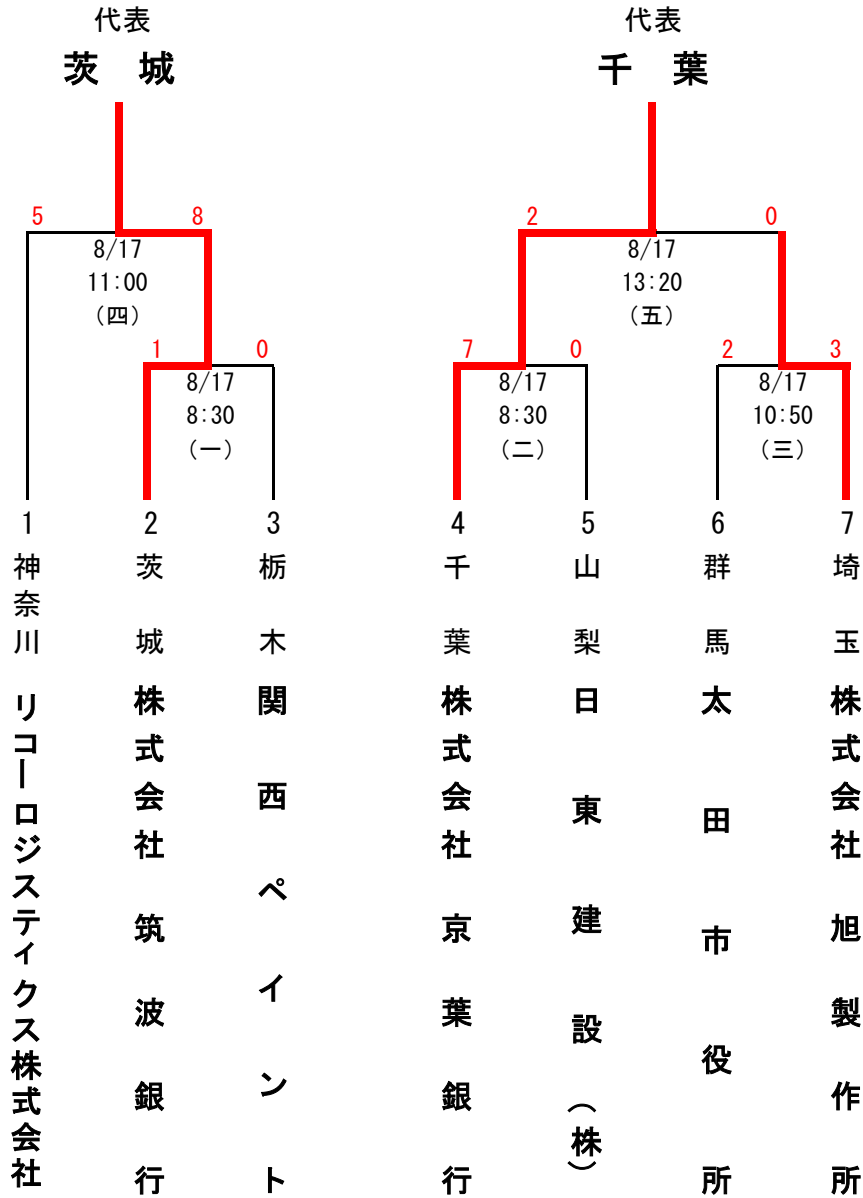 代表
茨　城
5
8
8/17
11:00
(四)
1
0
8/17
8:30
(一)
代表
千　葉
2
0
8/17
13:20
(五)
7
0
8/17
8:30
(二)
2
3
8/17
10:50
(三)
1
神奈川
リコーロジスティクス株式会社
2
茨城
株式会社筑波銀行
3
栃木
関西ペイント
4
千葉
株式会社京葉銀行
5
山梨
日東建設(株)
6
群馬
太田市役所
7
埼玉
株式会社旭製作所